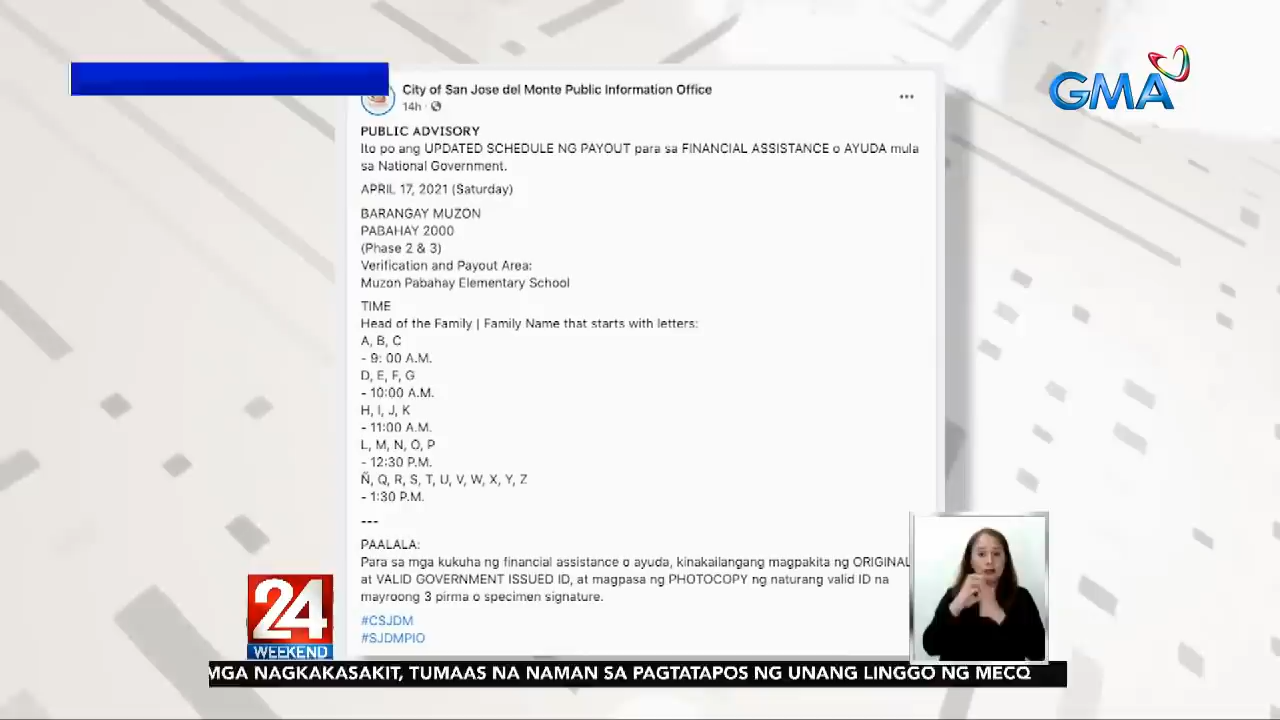 GMA
City of San Jose del Monte Public Information Office
14h ·
PUBLIC ADVISORY
Ito po ang UPDATED SCHEDULE NG PAYOUT para sa FINANCIAL ASSISTANCE o AYUDA mula
sa National Government.
APRIL 17, 2021 (Saturday)
BARANGAY MUZON
PABAHAY 2000
(Phase 2 & 3)
Verification and Payout Area:
Muzon Pabahay Elementary School
TIME
Head of the Family | Family Name that starts with letters:
A, B, C
- 9: 00 A.M.
D, E, F, G
- 10:00 A.M.
H, I, J, K
- 11:00 A.M.
L, M, N, O, P
- 12:30 P.M.
Ñ, Q, R, S, T, U, V, W, X, Y, Z
- 1:30 P.M.
---
PAALALA:
Para sa mga kukuha ng financial assistance o ayuda, kinakailangang magpakita ng ORIGINAL
at VALID GOVERNMENT ISSUED ID, at magpasa ng PHOTOCOPY ng naturang valid ID na
mayroong 3 pirma o specimen signature.
#CSJDM
#SJDMPIO
24
WEEKEND
MGA NAGKAKASAKIT, TUMAAS NA NAMAN SA PAGTATAPOS NG UNANG LINGGO NG MECQ